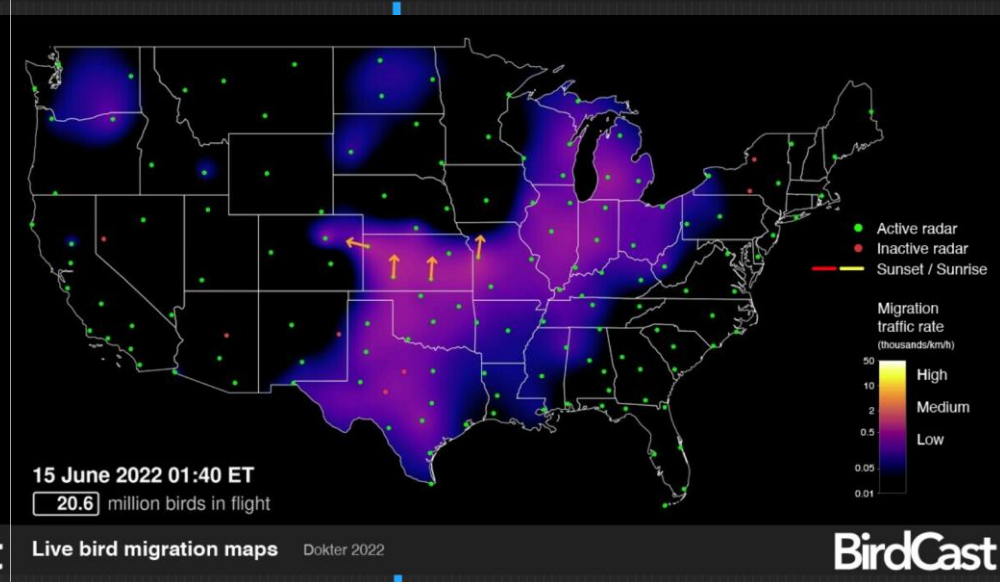 Active radar
Inactive radar
Sunset / Sunrise
Migration
traffic rate
(thousands/km/h)
50
High
10
2
Medium
0.5
Low
0.05
0.01
15 June 2022 01:40 ET
20.6 million birds in flight
Live bird migration maps Dokter 2022
BirdCast